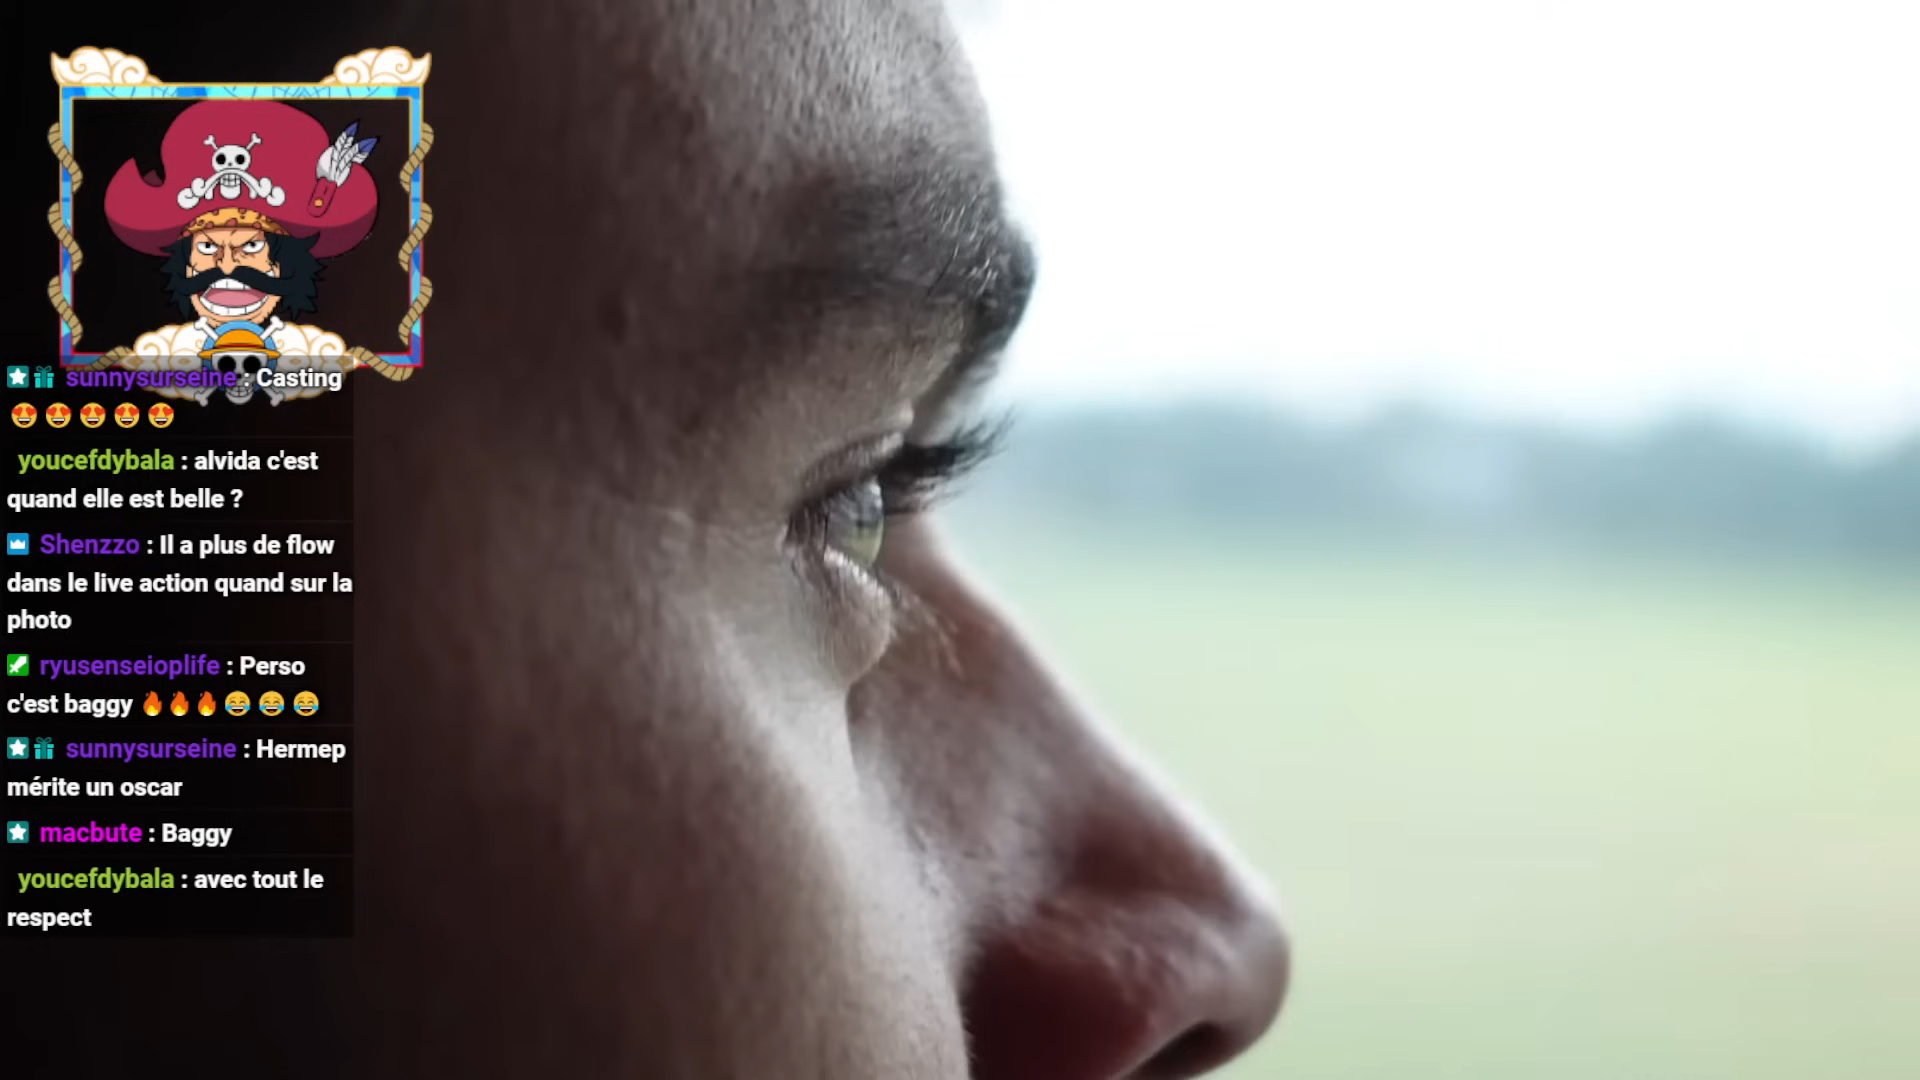 sunnysurseine : Casting
😍 😍 😍 😍 😍
youcefdybala : alvida c'est
quand elle est belle ?
Shenzzo : Il a plus de flow
dans le live action quand sur la
photo
ryusenseioplife : Perso
c'est baggy 🔥🔥🔥😂 😂 😂
sunnysurseine : Hermep
mérite un oscar
macbute : Baggy
youcefdybala : avec tout le
respect